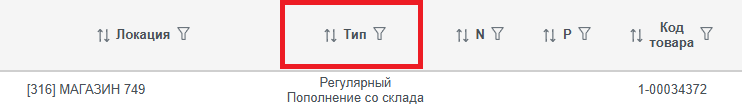 Локация Тип N P Код товара
[316] МАГАЗИН 749 Регулярный Пополнение со склада 1-00034372